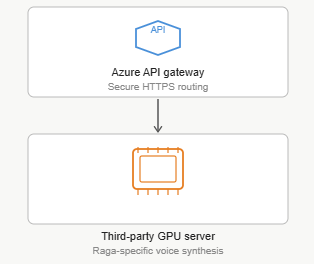 API
Azure API gateway
Secure HTTPS routing
Third-party GPU server
Raga-specific voice synthesis